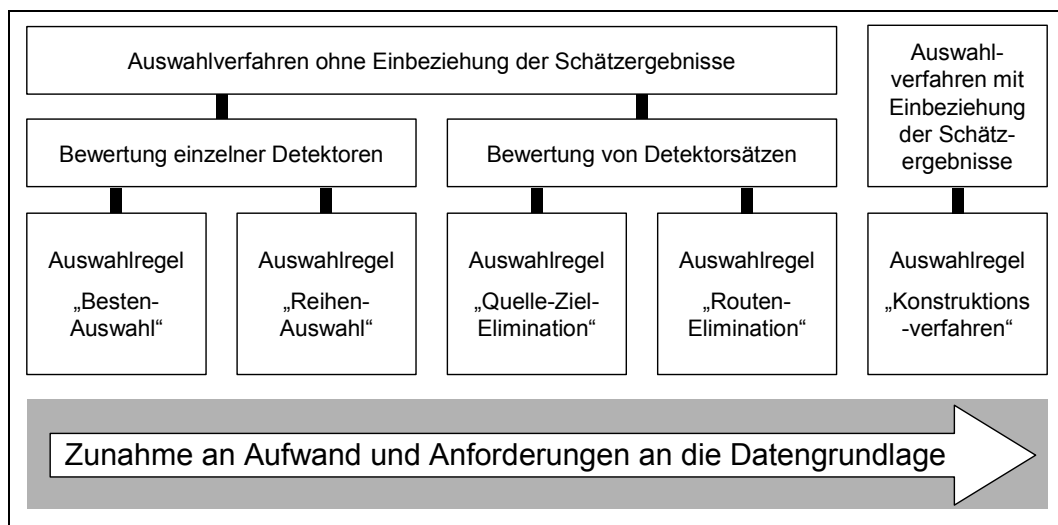 Auswahlverfahren ohne Einbeziehung der Schätzergebnisse
Auswahl-
verfahren mit
Einbeziehung
der Schätz-
ergebnisse
Bewertung einzelner Detektoren
Bewertung von Detektorsätzen
Auswahlregel
„Besten-
Auswahl“
Auswahlregel
„Reihen-
Auswahl“
Auswahlregel
„Quelle-Ziel-
Elimination“
Auswahlregel
„Routen-
Elimination“
Auswahlregel
„Konstruktions
-verfahren“
Zunahme an Aufwand und Anforderungen an die Datengrundlage